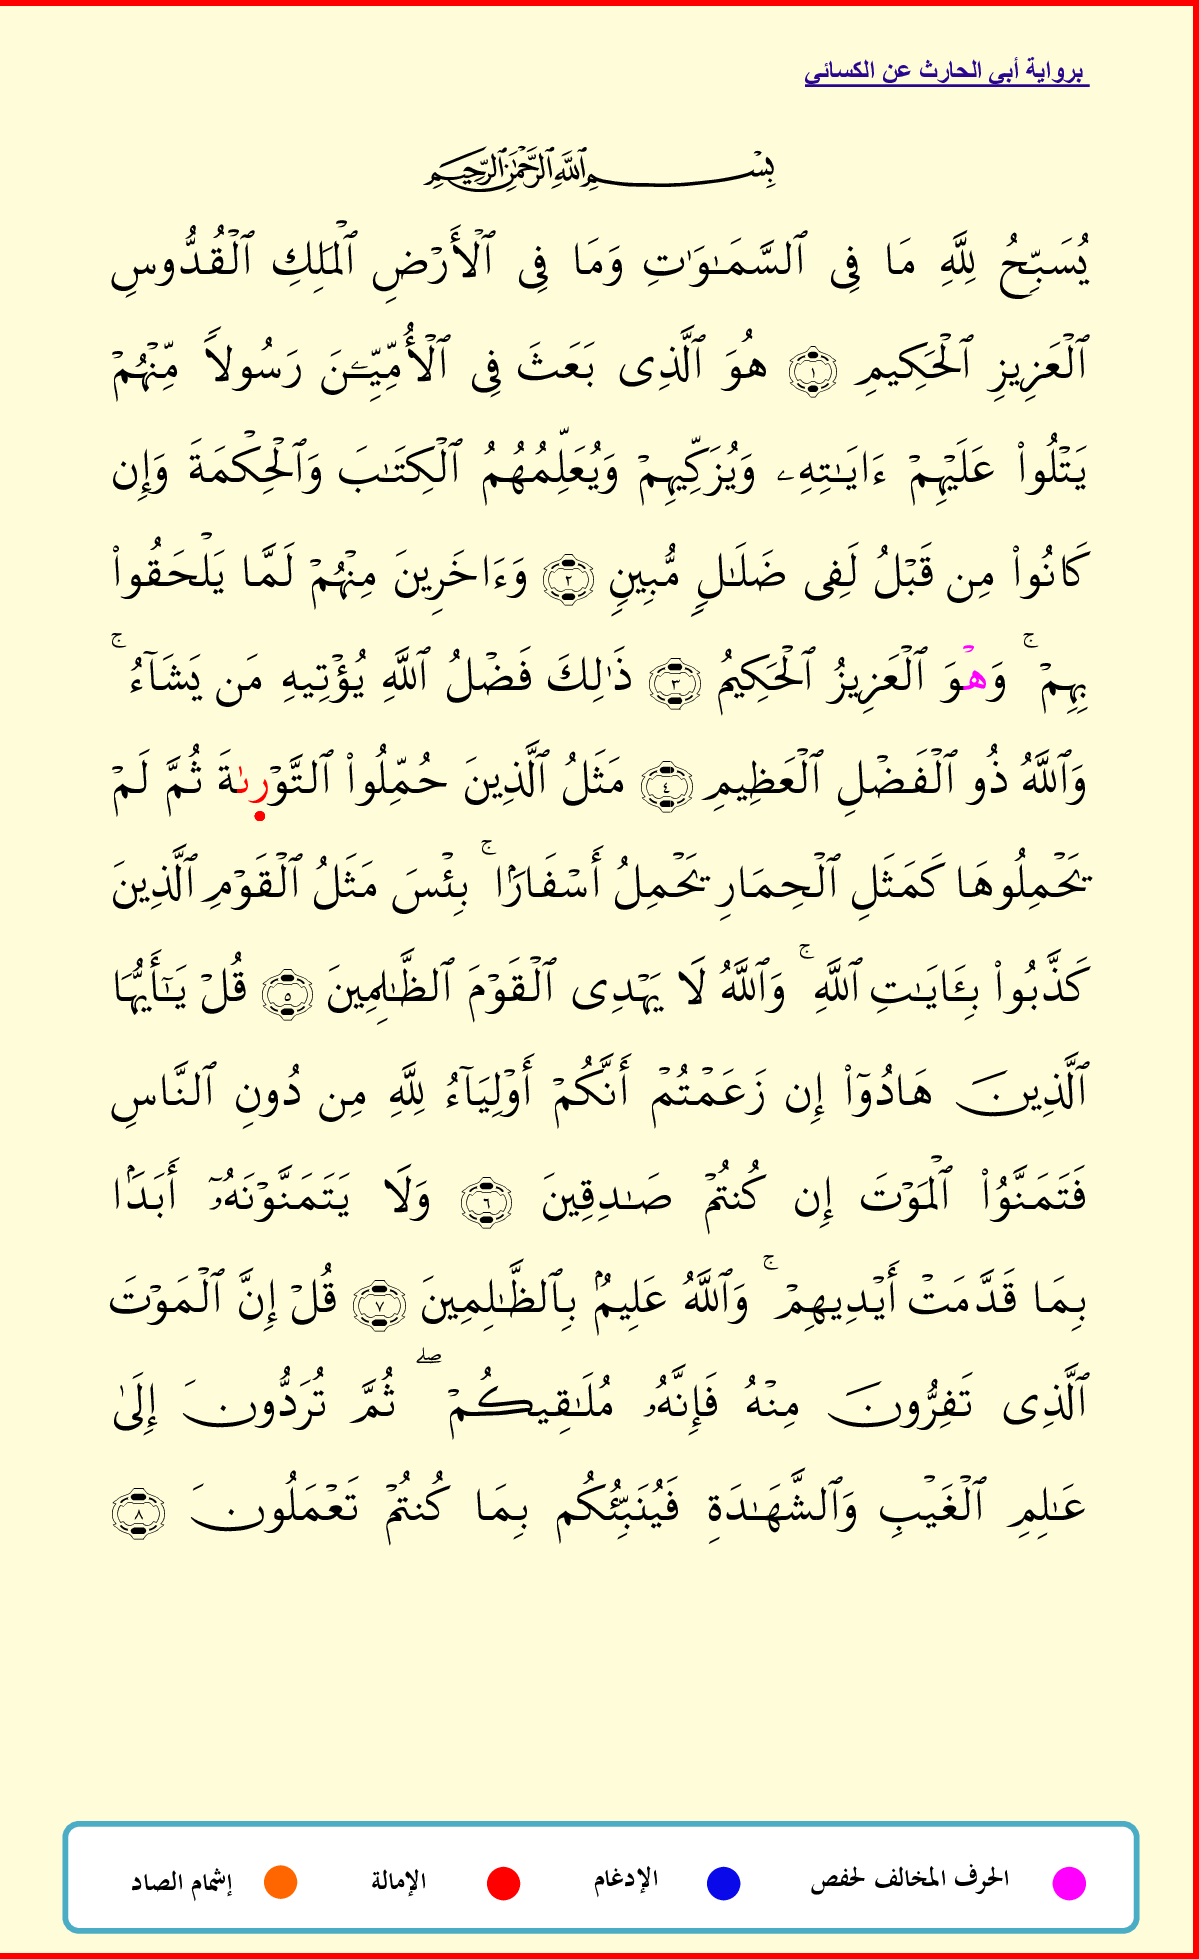 برواية أبي الحارث عن الكسائي
بِسْمِ ٱللَّهِ ٱلرَّحْمَٰنِ ٱلرَّحِيمِ
يُسَبِّحُ لِلَّهِ مَا فِى ٱلسَّمَـٰوَٰتِ وَمَا فِى ٱلْأَرْضِ ٱلْمَلِكِ ٱلْقُدُّوسِ
ٱلْعَزِيزِ ٱلْحَكِيمِ ١ هُوَ ٱلَّذِى بَعَثَ فِى ٱلْأُمِّيِّـۧنَ رَسُولاً مِّنْهُمْ
يَتْلُواْ عَلَيْهِمْ ءَايَـٰتِهِۦ وَيُزَكِّيهِمْ وَيُعَلِّمُهُمُ ٱلْكِتَـٰبَ وَٱلْحِكْمَةَ وَإِن
كَانُواْ مِن قَبْلُ لَفِى ضَلَـٰلٍ مُّبِينٍ ٢ وَءَاخَرِينَ مِنْهُمْ لَمَّا يَلْحَقُواْ
بِهِمْ ۚ وَهْوَ ٱلْعَزِيزُ ٱلْحَكِيمُ ٣ ذَٰلِكَ فَضْلُ ٱللَّهِ يُؤْتِيهِ مَن يَشَآءُ ۚ
وَٱللَّهُ ذُو ٱلْفَضْلِ ٱلْعَظِيمِ ٤ مَثَلُ ٱلَّذِينَ حُمِّلُواْ ٱلتَّوْرٜىٰةَ ثُمَّ لَمْ
يَحْمِلُوهَا كَمَثَلِ ٱلْحِمَارِ يَحْمِلُ أَسْفَارَۢا ۚ بِئْسَ مَثَلُ ٱلْقَوْمِ ٱلَّذِينَ
كَذَّبُواْ بِـَٔايَـٰتِ ٱللَّهِ ۚ وَٱللَّهُ لَا يَهْدِى ٱلْقَوْمَ ٱلظَّـٰلِمِينَ ٥ قُلْ يَـٰٓأَيُّهَا
ٱلَّذِينَ هَادُوٓاْ إِن زَعَمْتُمْ أَنَّكُمْ أَوْلِيَآءُ لِلَّهِ مِن دُونِ ٱلنَّاسِ
فَتَمَنَّوُاْ ٱلْمَوْتَ إِن كُنتُمْ صَـٰدِقِينَ ٦ وَلَا يَتَمَنَّوْنَهُۥٓ أَبَدَۢا
بِمَا قَدَّمَتْ أَيْدِيهِمْ ۚ وَٱللَّهُ عَلِيمُۢ بِٱلظَّـٰلِمِينَ ٧ قُلْ إِنَّ ٱلْمَوْتَ
ٱلَّذِى تَفِرُّونَ مِنْهُ فَإِنَّهُۥ مُلَـٰقِيكُمْ ۖ ثُمَّ تُرَدُّونَ إِلَىٰ
عَـٰلِمِ ٱلْغَيْبِ وَٱلشَّهَـٰدَةِ فَيُنَبِّئُكُم بِمَا كُنتُمْ تَعْمَلُونَ ٨
الحرف المخالف لحفص الإدغام الإمالة إشمام الصاد